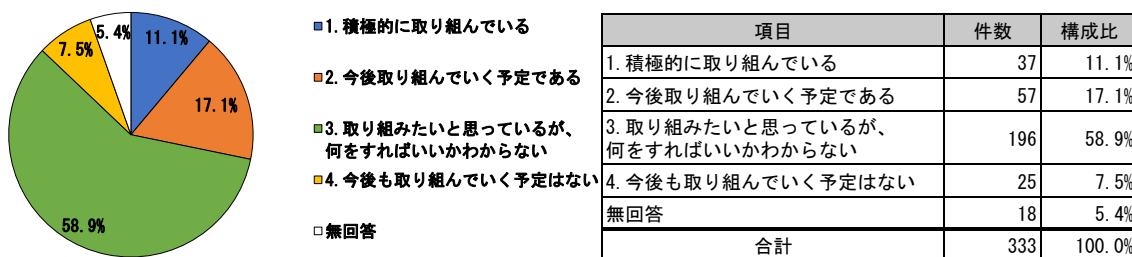 5.4%
11.1%
7.5%
17.1%
58.9%
1.積極的に取り組んでいる
2.今後取り組んでいく予定である
3.取り組みたいと思っているが、
何をすればいいかわからない
4.今後も取り組んでいく予定はない
無回答
項目 件数 構成比
1.積極的に取り組んでいる 37 11.1%
2.今後取り組んでいく予定である 57 17.1%
3.取り組みたいと思っているが、
何をすればいいかわからない 196 58.9%
4.今後も取り組んでいく予定はない 25 7.5%
無回答 18 5.4%
合計 333 100.0%